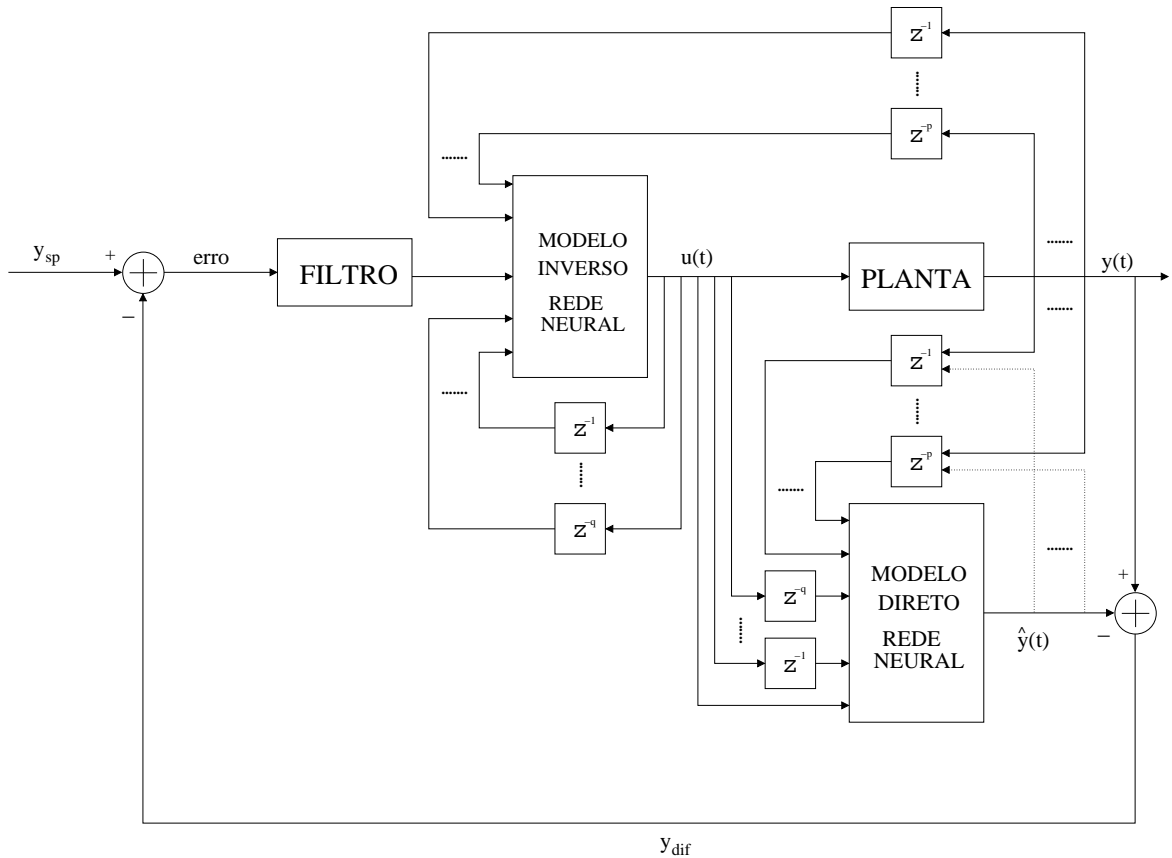 z⁻¹
z⁻ᵖ
.......
MODELO
INVERSO
REDE
NEURAL
y_sp
+
−
erro
FILTRO
u(t)
PLANTA
.......
.......
y(t)
z⁻¹
z⁻ᵖ
.......
z⁻¹
z⁻q
.......
.......
MODELO
DIRETO
REDE
NEURAL
z⁻q
z⁻¹
ŷ(t)
+
−
y_dif